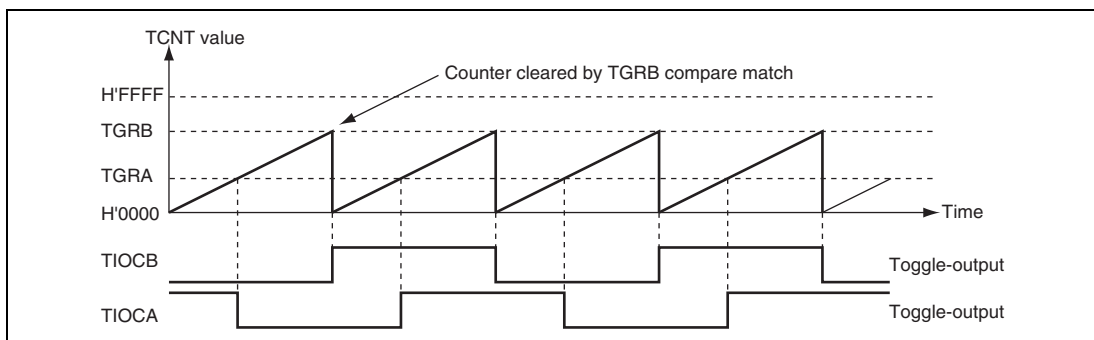 TCNT value
Counter cleared by TGRB compare match
H'FFFF
TGRB
TGRA
H'0000
Time
TIOCB
Toggle-output
TIOCA
Toggle-output